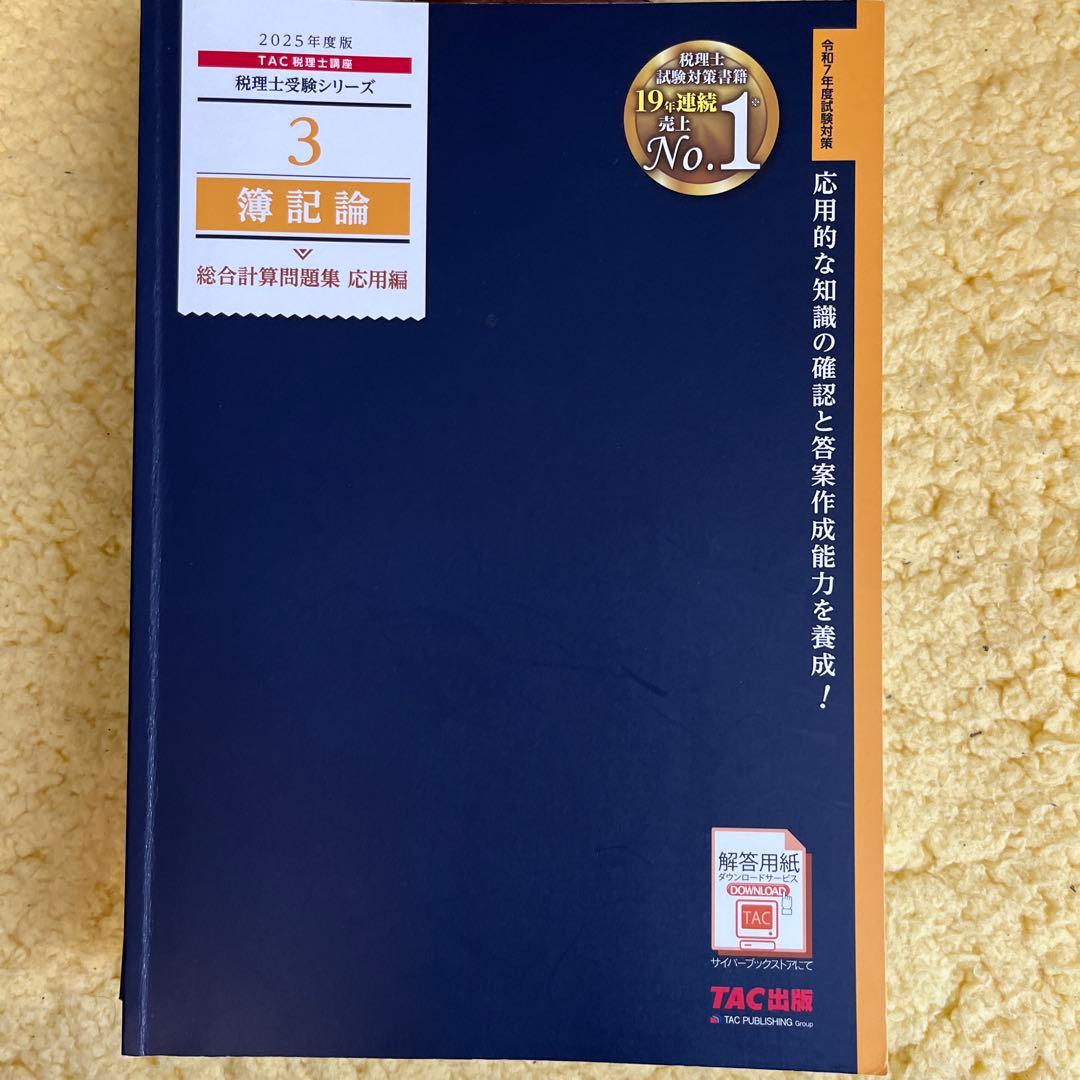 2025年度版
TAC 税理士講座
税理士受験シリーズ
3
簿記論
総合計算問題集 応用編
税理士
試験対策書籍
19年連続
売上
No.1※
令和7年度試験対策
応用的な知識の確認と答案作成能力を養成!
解答用紙
ダウンロードサービス
DOWNLOAD
TAC
サイバーブックストアにて
TAC出版
TAC PUBLISHING Group